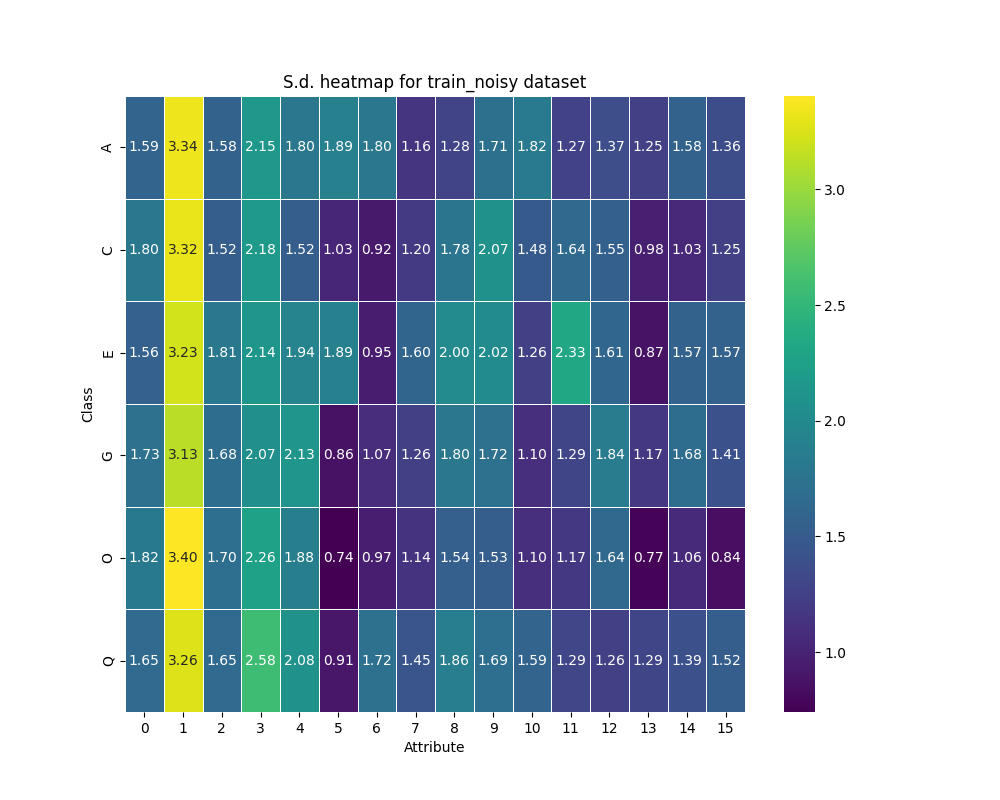 S.d. heatmap for train_noisy dataset
A 1.59 3.34 1.58 2.15 1.80 1.89 1.80 1.16 1.28 1.71 1.82 1.27 1.37 1.25 1.58 1.36
C 1.80 3.32 1.52 2.18 1.52 1.03 0.92 1.20 1.78 2.07 1.48 1.64 1.55 0.98 1.03 1.25
E 1.56 3.23 1.81 2.14 1.94 1.89 0.95 1.60 2.00 2.02 1.26 2.33 1.61 0.87 1.57 1.57
G 1.73 3.13 1.68 2.07 2.13 0.86 1.07 1.26 1.80 1.72 1.10 1.29 1.84 1.17 1.68 1.41
O 1.82 3.40 1.70 2.26 1.88 0.74 0.97 1.14 1.54 1.53 1.10 1.17 1.64 0.77 1.06 0.84
Q 1.65 3.26 1.65 2.58 2.08 0.91 1.72 1.45 1.86 1.69 1.59 1.29 1.26 1.29 1.39 1.52
0 1 2 3 4 5 6 7 8 9 10 11 12 13 14 15
Attribute
Class
3.0
2.5
2.0
1.5
1.0